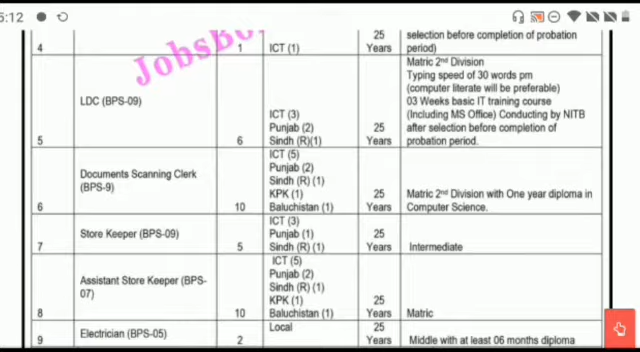 5:12
JobsBo
4 1 ICT (1) 25 Years selection before completion of probation period)
5 LDC (BPS-09) 6 ICT (3) Punjab (2) Sindh (R)(1) 25 Years Matric 2nd Division
Typing speed of 30 words pm
(computer literate will be preferable)
03 Weeks basic IT training course
(Including MS Office) Conducting by NITB
after selection before completion of
probation period.
6 Documents Scanning Clerk (BPS-9) 10 ICT (5) Punjab (2) Sindh (R) (1) KPK (1) Baluchistan (1) 25 Years Matric 2nd Division with One year diploma in
Computer Science.
7 Store Keeper (BPS-09) 5 ICT (3) Punjab (1) Sindh (R) (1) 25 Years Intermediate
8 Assistant Store Keeper (BPS-07) 10 ICT (5) Punjab (2) Sindh (R) (1) KPK (1) Baluchistan (1) 25 Years Matric
9 Electrician (BPS-05) 2 Local 25 Years Middle with at least 06 months diploma